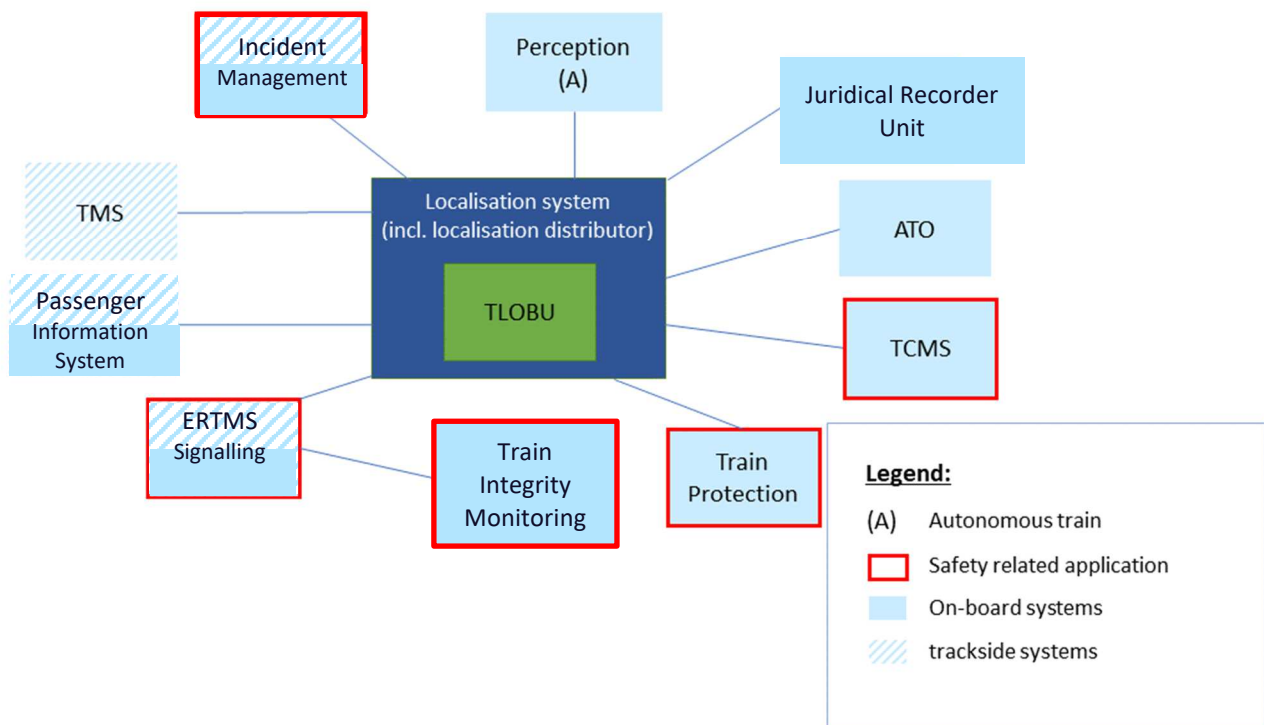 Incident
Management
Perception
(A)
Juridical Recorder
Unit
TMS
Localisation system
(incl. localisation distributor)
ATO
TLOBU
Passenger
Information
System
TCMS
ERTMS
Signalling
Train
Integrity
Monitoring
Train
Protection
Legend:
(A) Autonomous train
Safety related application
On-board systems
trackside systems